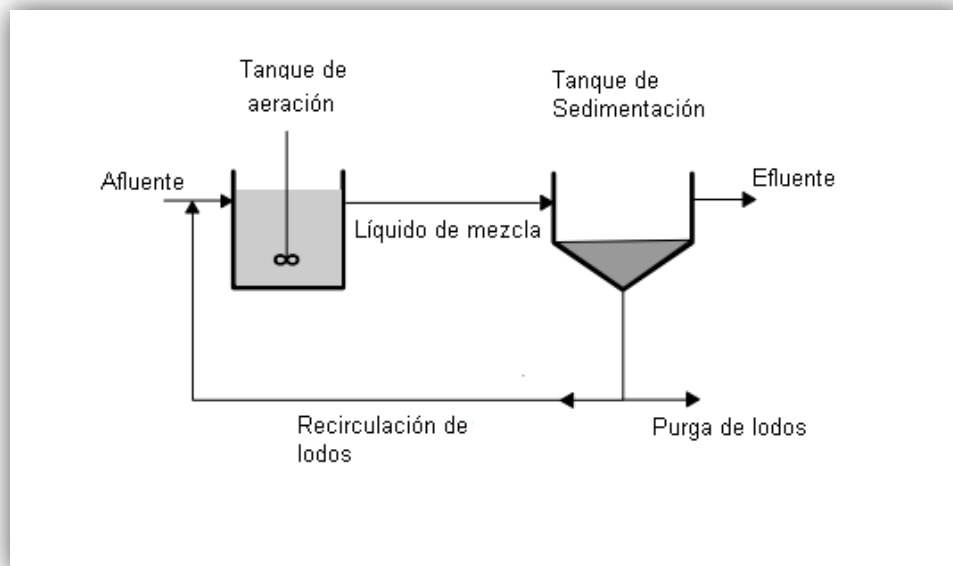 Tanque de
aeración
Tanque de
Sedimentación
Afluente
Efluente
Líquido de mezcla
Recirculación de
lodos
Purga de lodos